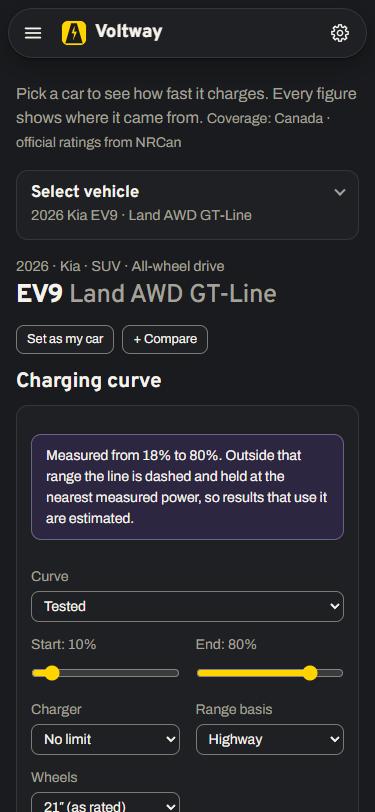 Voltway
Pick a car to see how fast it charges. Every figure
shows where it came from. Coverage: Canada ·
official ratings from NRCan
Select vehicle
2026 Kia EV9 · Land AWD GT-Line
2026 · Kia · SUV · All-wheel drive
EV9 Land AWD GT-Line
Set as my car
+ Compare
Charging curve
Measured from 18% to 80%. Outside that
range the line is dashed and held at the
nearest measured power, so results that use it
are estimated.
Curve
Tested
Start: 10%
End: 80%
Charger
Range basis
No limit
Highway
Wheels
21″ (as rated)